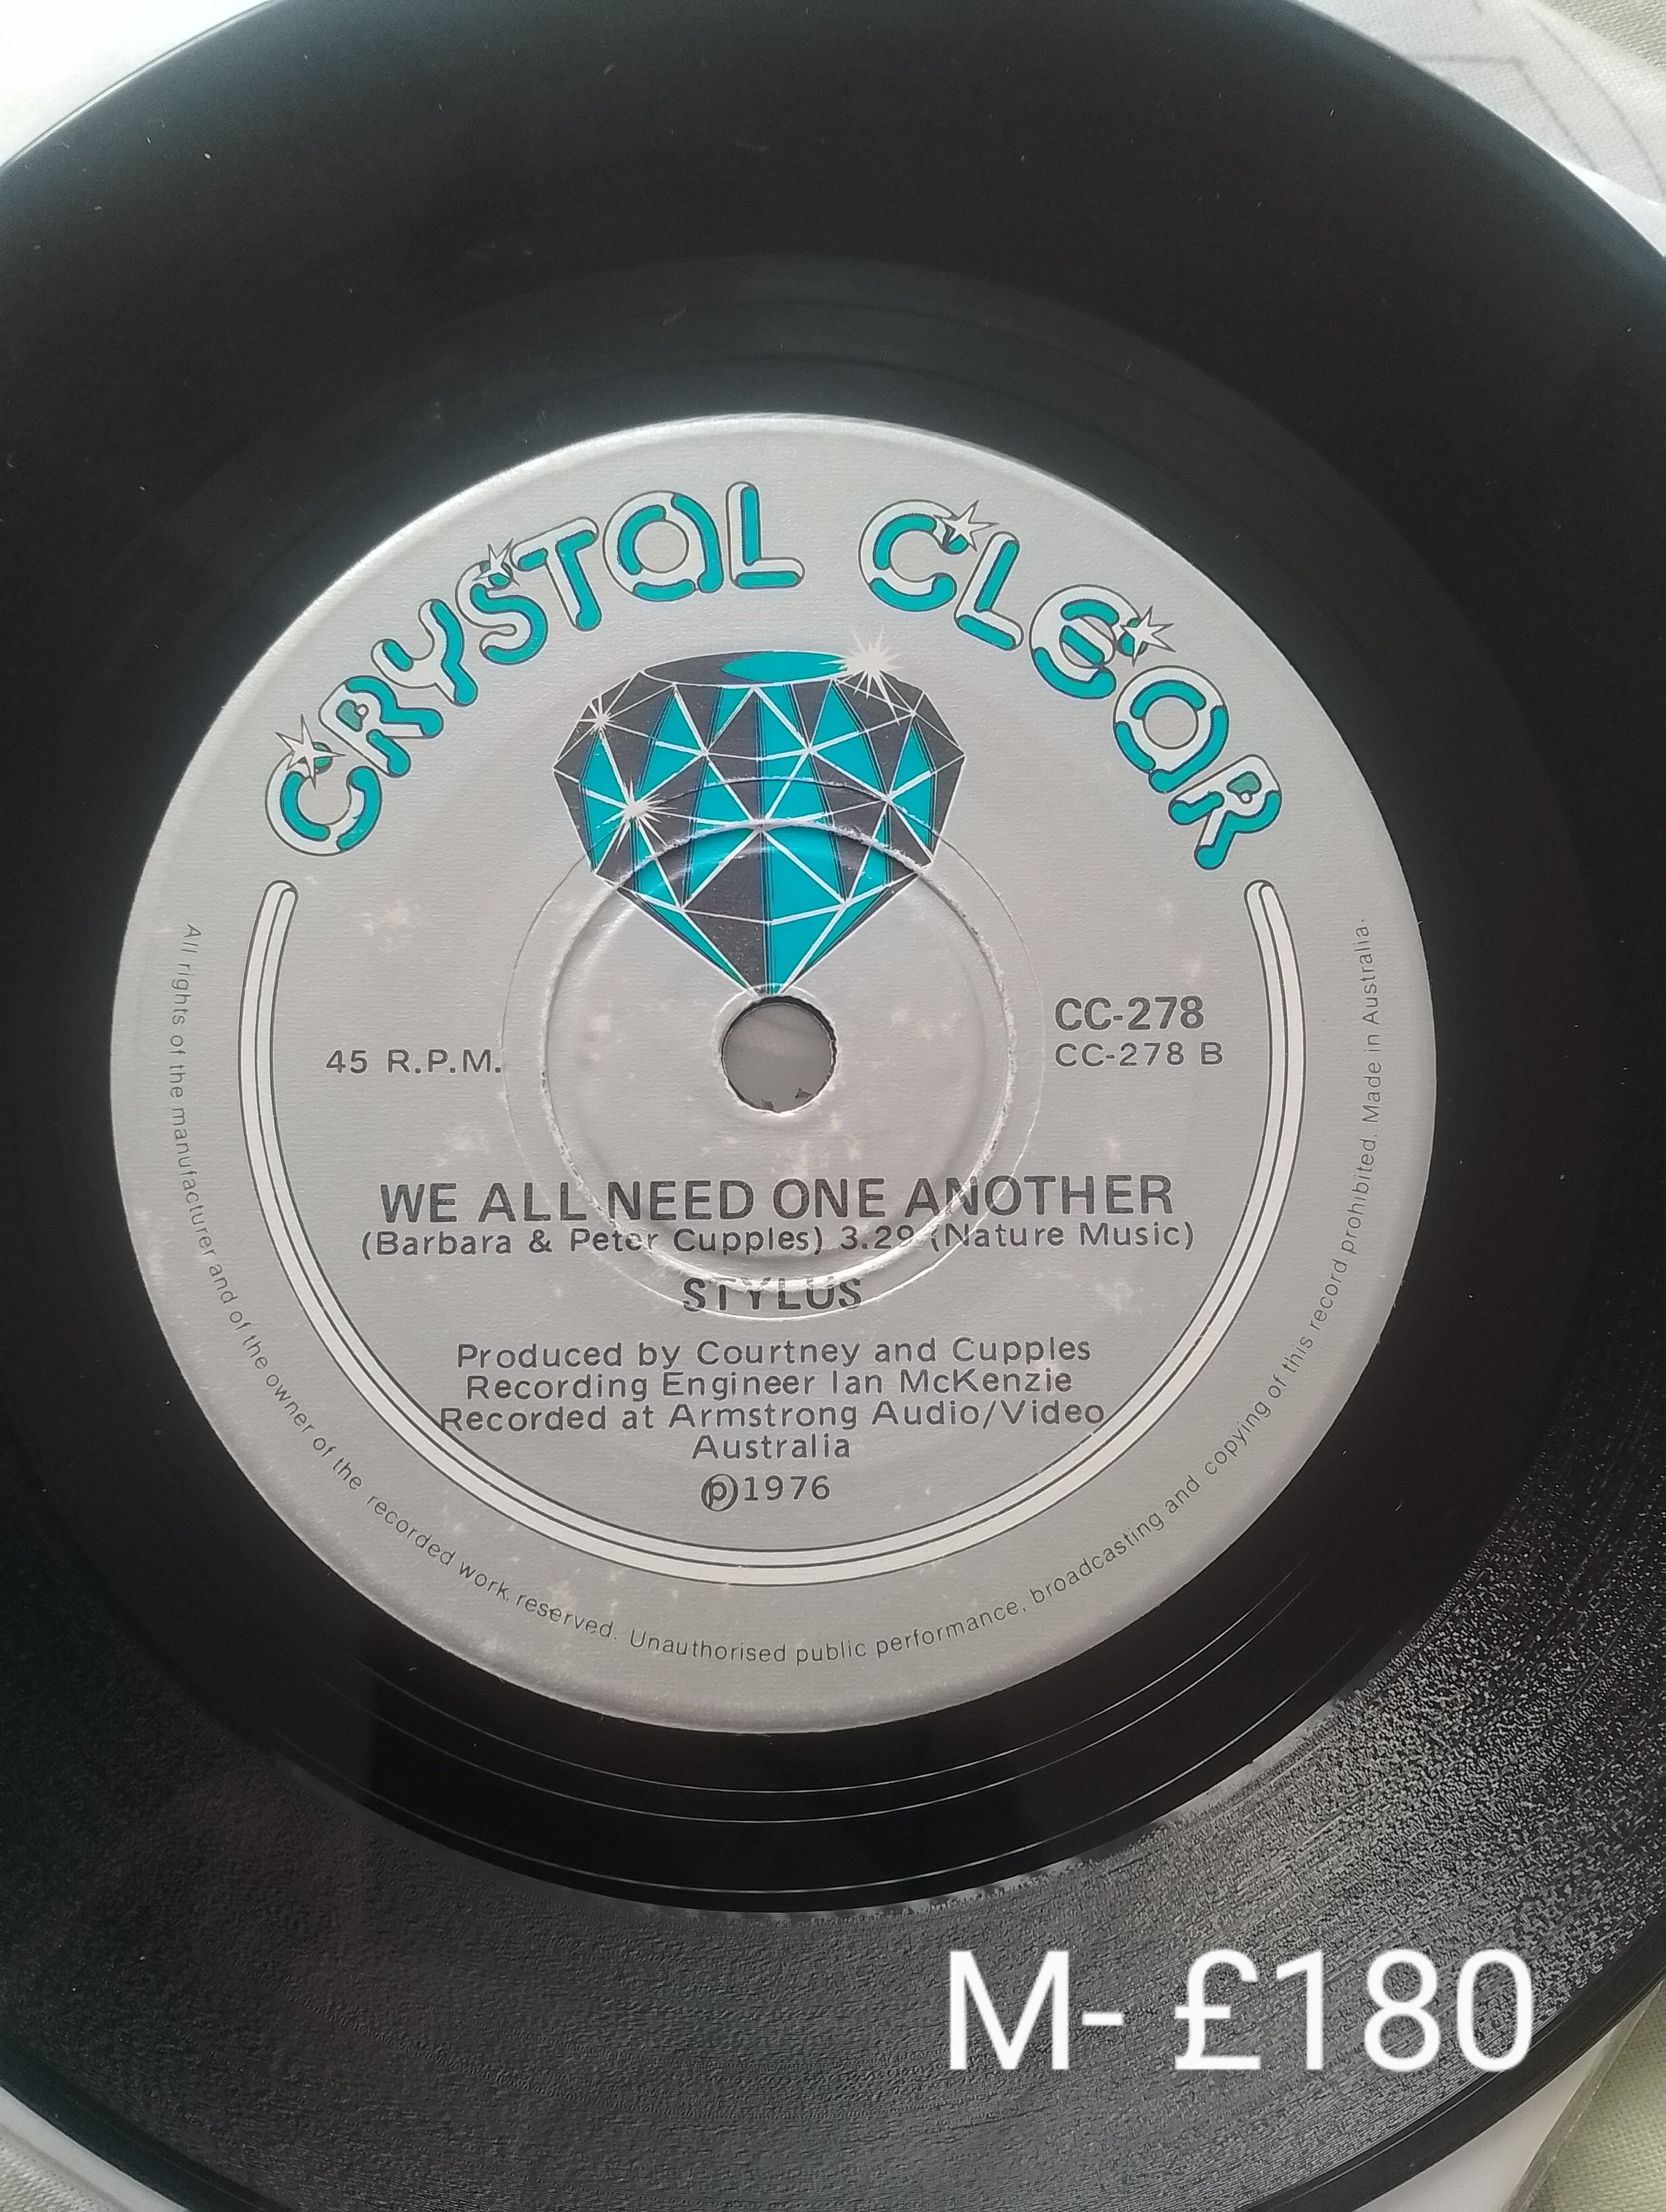 CRYSTAL CLEAR
CC-278
45 R.P.M.
CC-278 B
WE ALL NEED ONE ANOTHER
(Barbara & Peter Cupples) 3.29 (Nature Music)
STYLUS
Produced by Courtney and Cupples
Recording Engineer Ian McKenzie
Recorded at Armstrong Audio/Video
Australia
℗1976
All rights of the manufacturer and of the owner of the recorded work reserved. Unauthorised public performance, broadcasting and copying of this record prohibited. Made in Australia.
M- £180